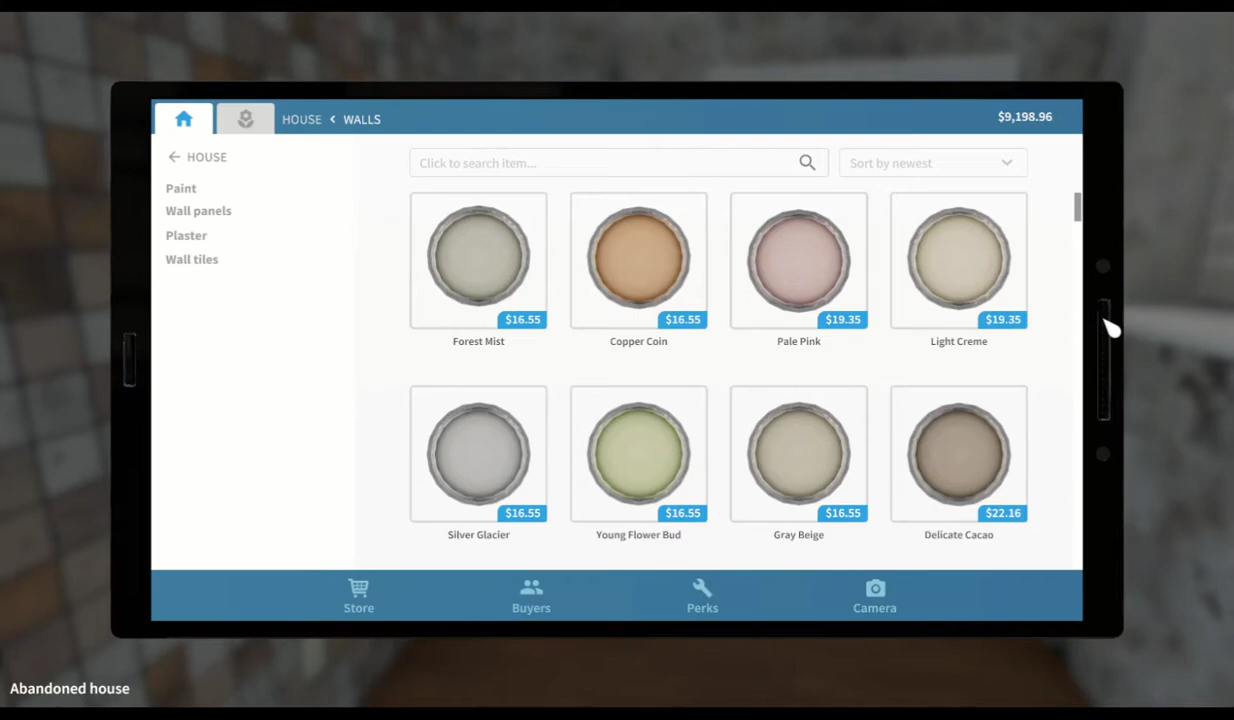 HOUSE < WALLS
$9,198.96
HOUSE
Click to search item...
Sort by newest
Paint
Wall panels
Plaster
Wall tiles
$16.55
$16.55
$19.35
$19.35
Forest Mist
Copper Coin
Pale Pink
Light Creme
$16.55
$16.55
$16.55
$22.16
Silver Glacier
Young Flower Bud
Gray Beige
Delicate Cacao
Store
Buyers
Perks
Camera
Abandoned house